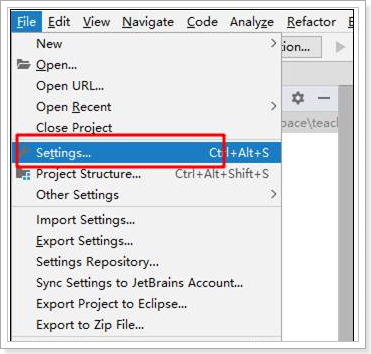 File Edit View Navigate Code Analyze Refactor
New
Open...
Open URL...
Open Recent
Close Project
Settings... Ctrl+Alt+S
Project Structure... Ctrl+Alt+Shift+S
Other Settings
Import Settings...
Export Settings...
Settings Repository...
Sync Settings to JetBrains Account...
Export Project to Eclipse...
Export to Zip File...
tion...
pace\teac